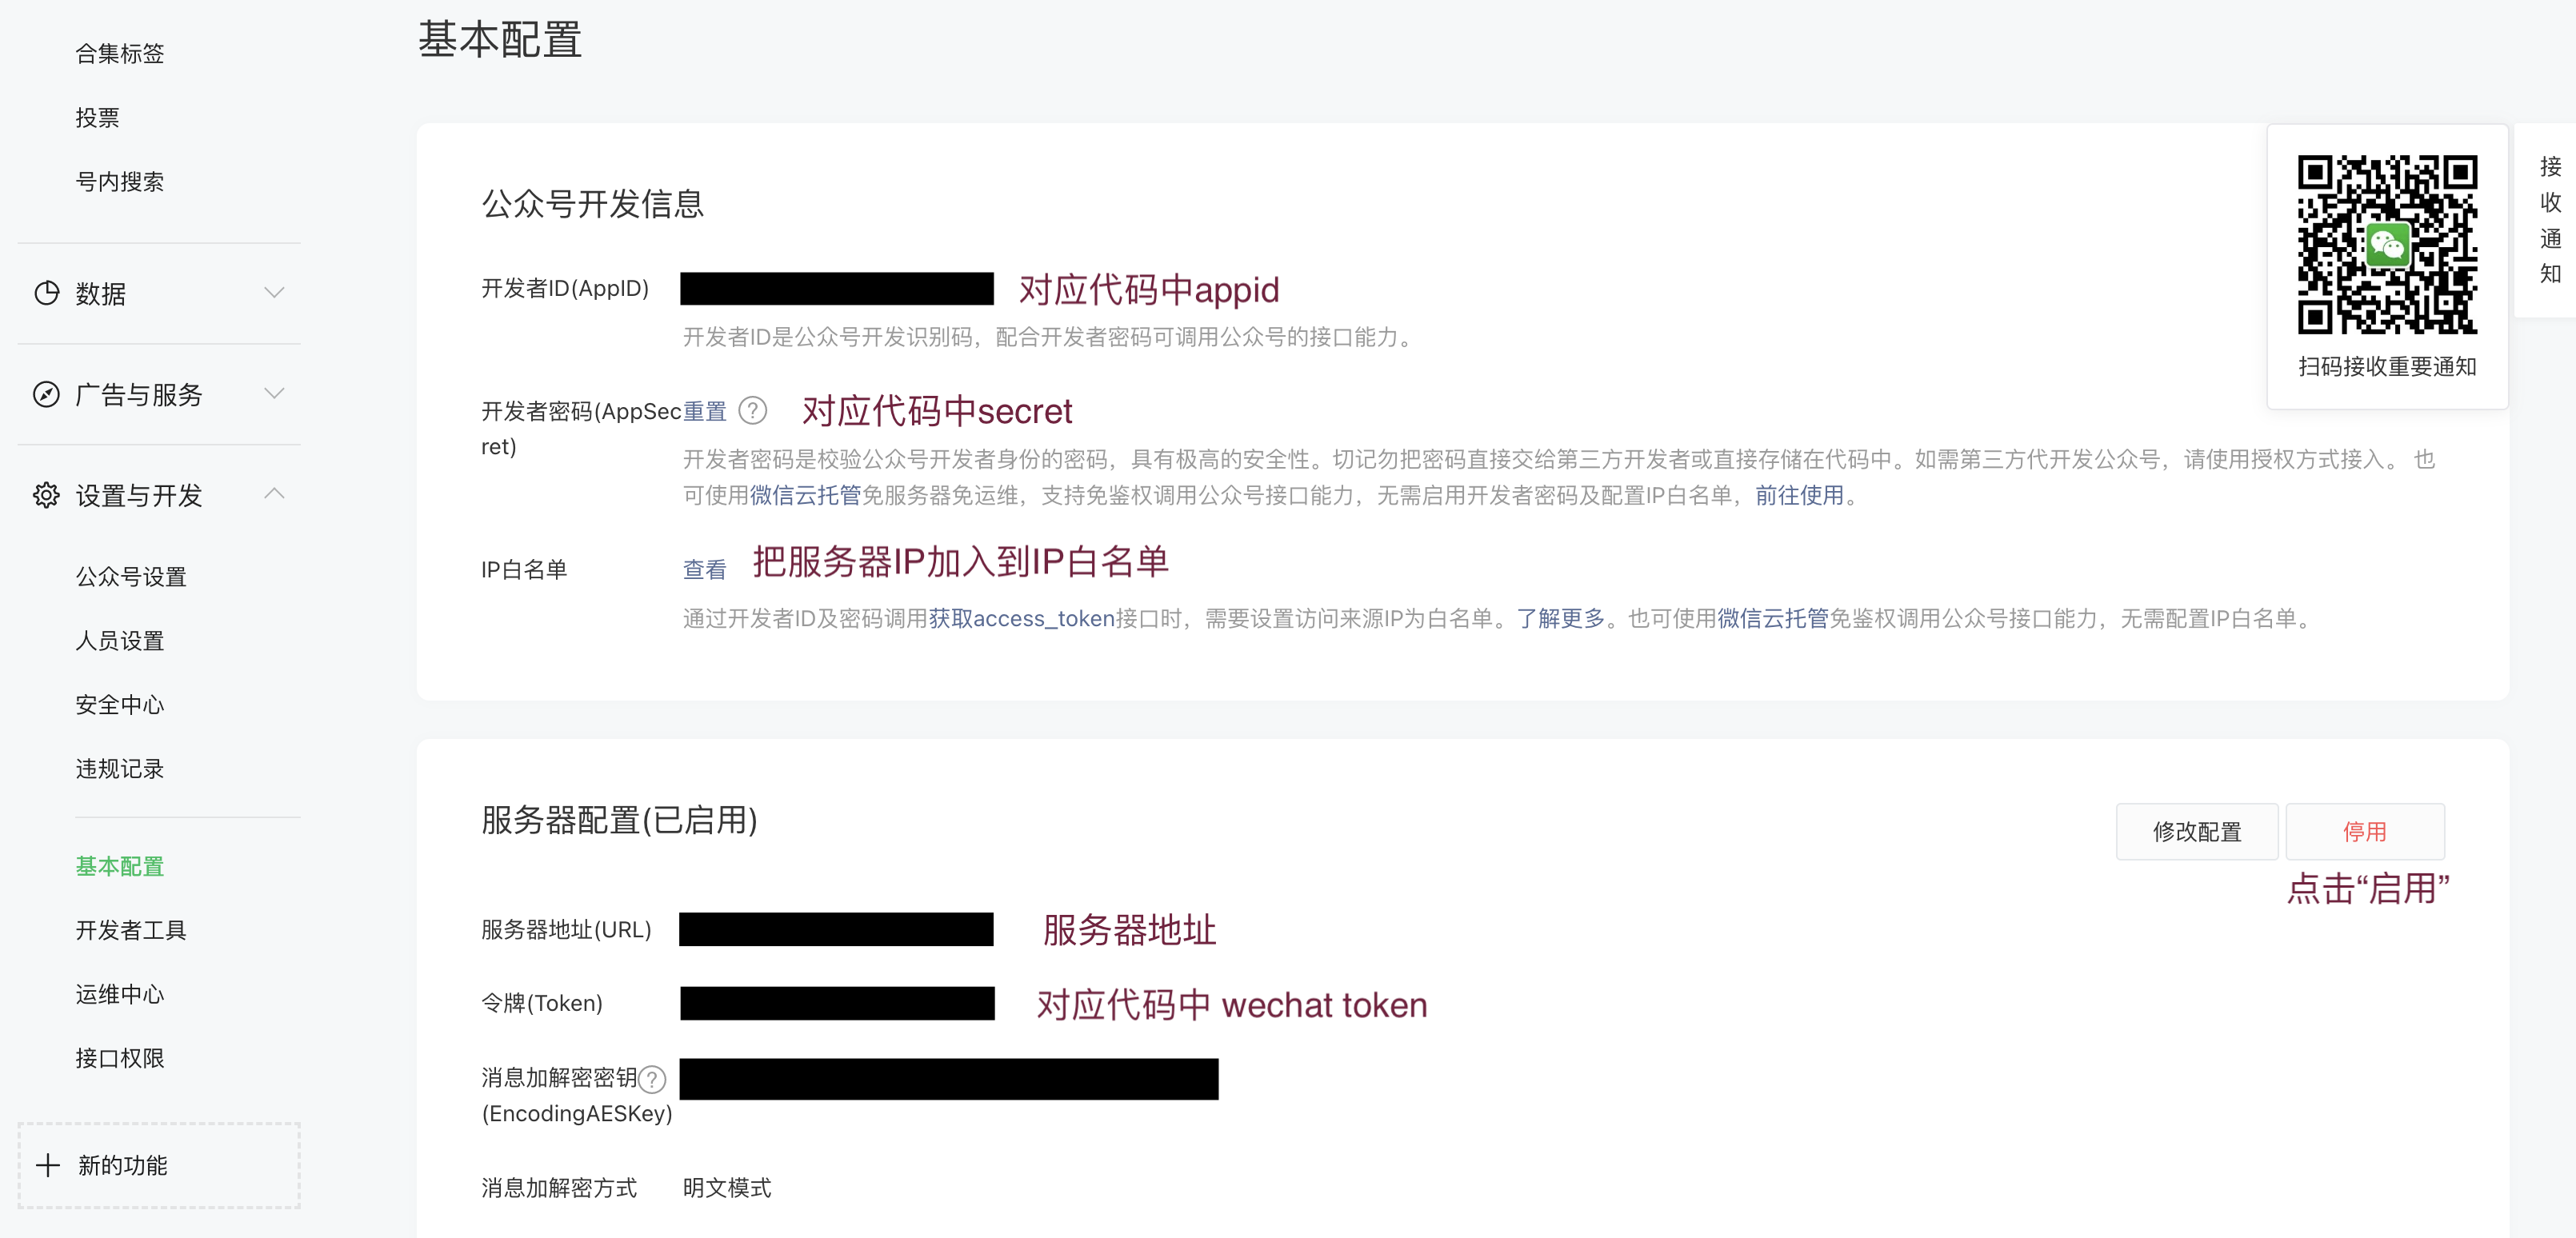 合集标签
投票
号内搜索
数据
广告与服务
设置与开发
公众号设置
人员设置
安全中心
违规记录
基本配置
开发者工具
运维中心
接口权限
新的功能
基本配置
公众号开发信息
开发者ID(AppID) 对应代码中appid
开发者ID是公众号开发识别码，配合开发者密码可调用公众号的接口能力。
开发者密码(AppSec重置 ? 对应代码中secret
ret)
开发者密码是校验公众号开发者身份的密码，具有极高的安全性。切记勿把密码直接交给第三方开发者或直接存储在代码中。如需第三方代开发公众号，请使用授权方式接入。 也
可使用微信云托管免服务器免运维，支持免鉴权调用公众号接口能力，无需启用开发者密码及配置IP白名单，前往使用。
IP白名单 查看 把服务器IP加入到IP白名单
通过开发者ID及密码调用获取access_token接口时，需要设置访问来源IP为白名单。了解更多。也可使用微信云托管免鉴权调用公众号接口能力，无需配置IP白名单。
扫码接收重要通知
接
收
通
知
服务器配置(已启用)
修改配置 停用
点击“启用”
服务器地址(URL) 服务器地址
令牌(Token) 对应代码中 wechat token
消息加解密密钥?
(EncodingAESKey)
消息加解密方式 明文模式